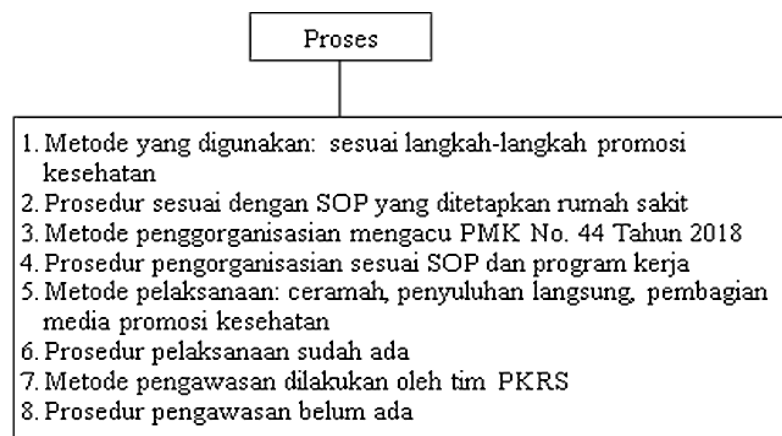 Proses
1. Metode yang digunakan: sesuai langkah-langkah promosi
kesehatan
2. Prosedur sesuai dengan SOP yang ditetapkan rumah sakit
3. Metode penggorganisasian mengacu PMK No. 44 Tahun 2018
4. Prosedur pengorganisasian sesuai SOP dan program kerja
5. Metode pelaksanaan: ceramah, penyuluhan langsung, pembagian
media promosi kesehatan
6. Prosedur pelaksanaan sudah ada
7. Metode pengawasan dilakukan oleh tim PKRS
8. Prosedur pengawasan belum ada